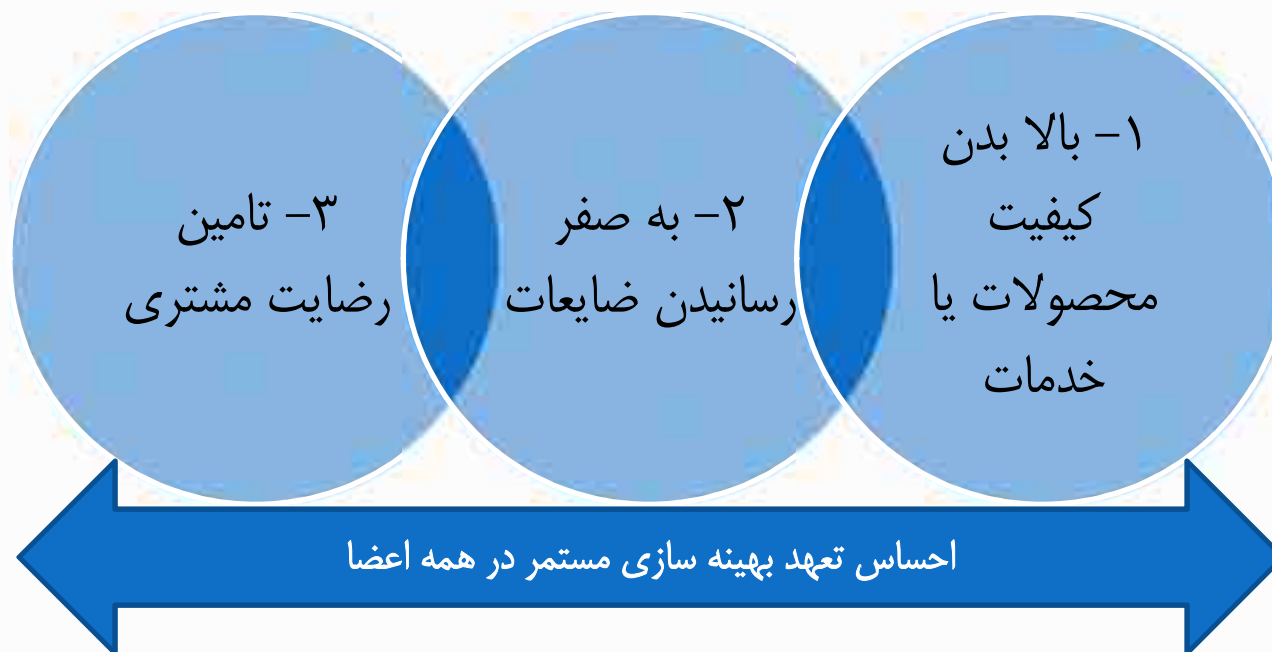 ۱- بالا بدن
کیفیت
محصولات یا
خدمات
۲- به صفر
رسانیدن ضایعات
۳- تامین
رضایت مشتری
احساس تعهد بهینه سازی مستمر در همه اعضا